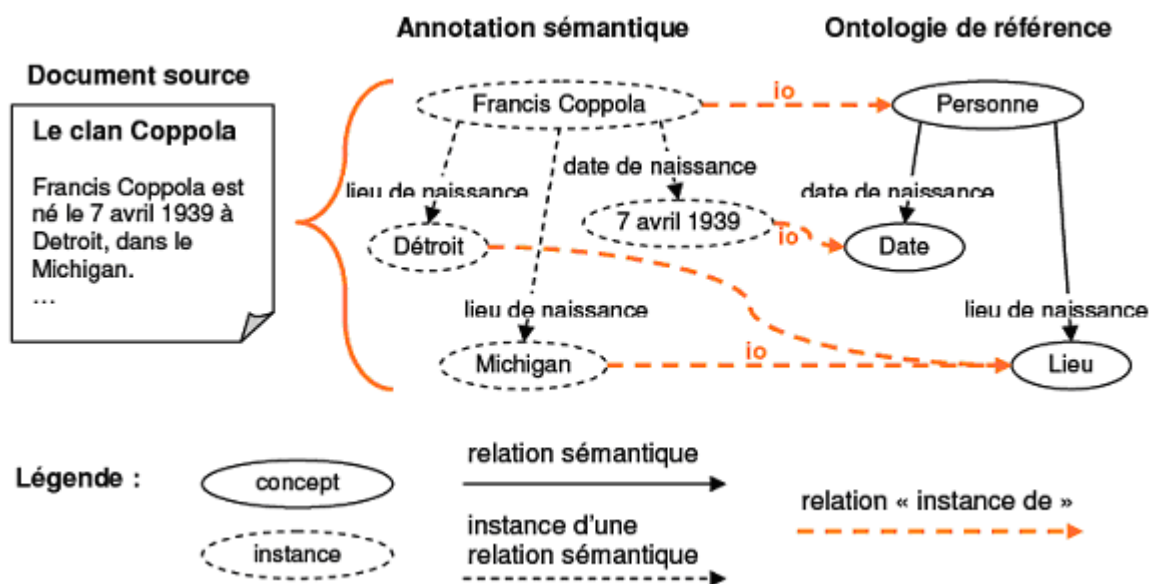 Annotation sémantique
Ontologie de référence
Document source
Le clan Coppola
Francis Coppola est
né le 7 avril 1939 à
Detroit, dans le
Michigan.
...
Francis Coppola
io
Personne
date de naissance
lieu de naissance
date de naissance
7 avril 1939
Détroit
io
Date
lieu de naissance
lieu de naissance
Michigan
io
Lieu
Légende :
concept
relation sémantique
relation « instance de »
instance
instance d'une
relation sémantique